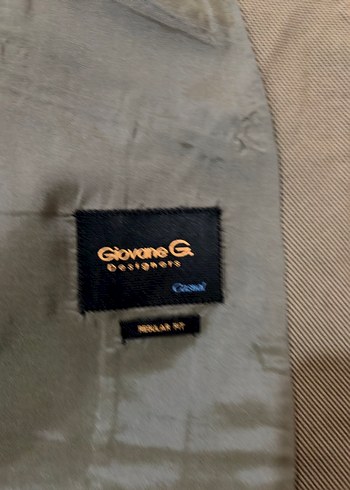 Giovane G.
Designers
Casual
REGULAR FIT